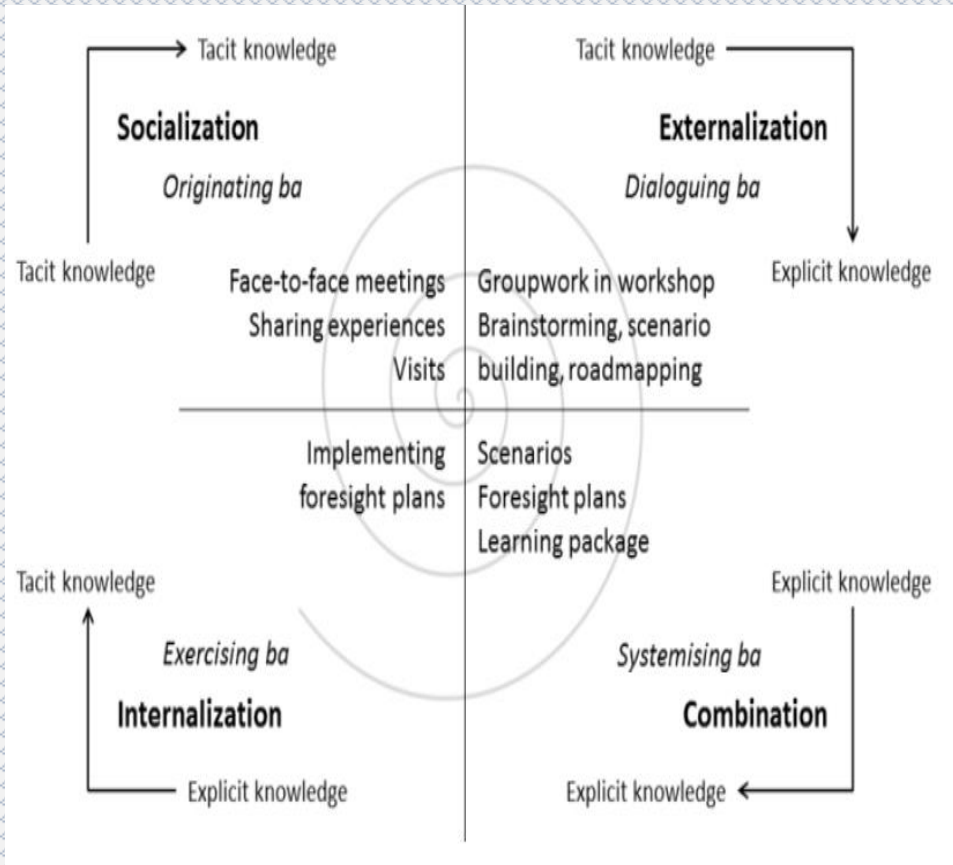 Tacit knowledge
Socialization
Originating ba
Tacit knowledge
Face-to-face meetings
Sharing experiences
Visits
Tacit knowledge
Externalization
Dialoguing ba
Explicit knowledge
Groupwork in workshop
Brainstorming, scenario
building, roadmapping
Implementing
foresight plans
Tacit knowledge
Exercising ba
Internalization
Explicit knowledge
Scenarios
Foresight plans
Learning package
Explicit knowledge
Systemising ba
Combination
Explicit knowledge